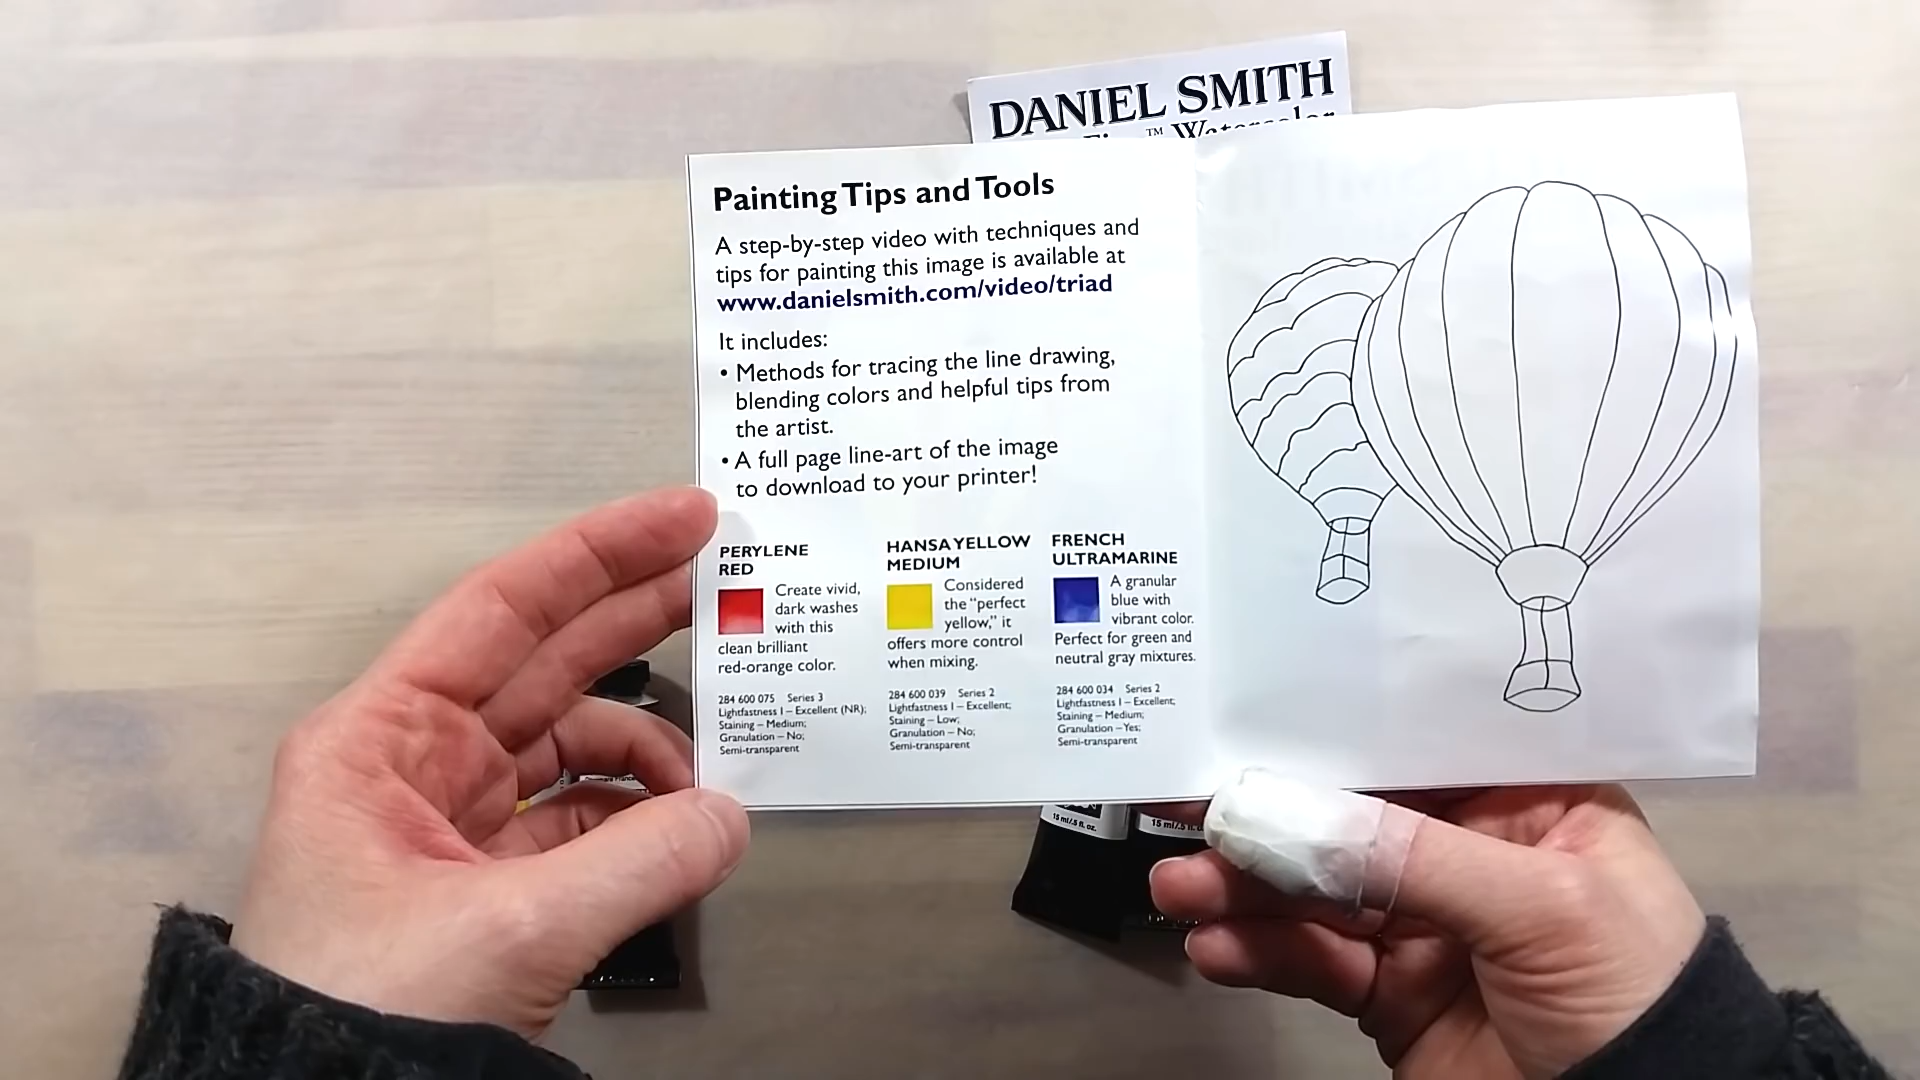 DANIEL SMITH
™ Watercolor
Painting Tips and Tools
A step-by-step video with techniques and
tips for painting this image is available at
www.danielsmith.com/video/triad
It includes:
• Methods for tracing the line drawing,
blending colors and helpful tips from
the artist.
• A full page line-art of the image
to download to your printer!
PERYLENE
RED
Create vivid,
dark washes
with this
clean brilliant
red-orange color.
284 600 075 Series 3
Lightfastness I – Excellent (NR);
Staining – Medium;
Granulation – No;
Semi-transparent
HANSA YELLOW
MEDIUM
Considered
the "perfect
yellow," it
offers more control
when mixing.
284 600 039 Series 2
Lightfastness I – Excellent;
Staining – Low;
Granulation – No;
Semi-transparent
FRENCH
ULTRAMARINE
A granular
blue with
vibrant color.
Perfect for green and
neutral gray mixtures.
284 600 034 Series 2
Lightfastness I – Excellent;
Staining – Medium;
Granulation – Yes;
Semi-transparent
15 ml/.5 fl. oz.
15 ml/.5 fl.